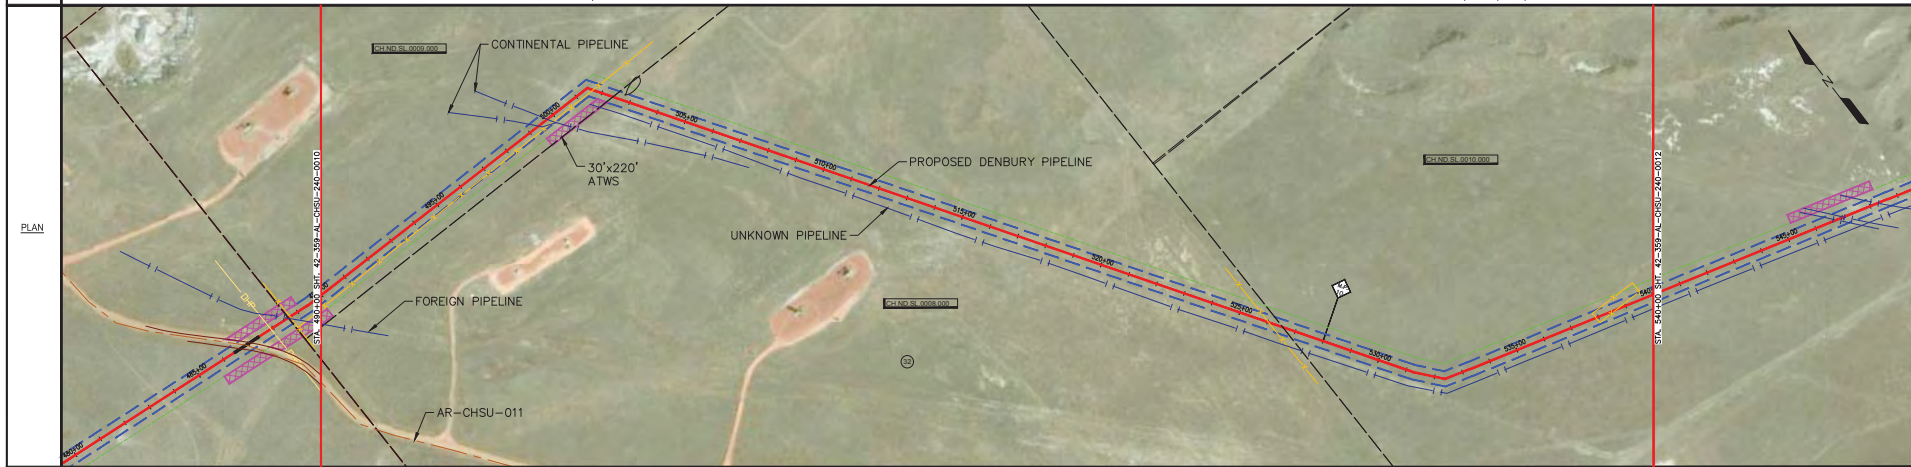 PLAN
CH.ND.SL.0009.000
CONTINENTAL PIPELINE
500+00
505+00
30'x220'
ATWS
510+00
PROPOSED DENBURY PIPELINE
CH.ND.SL.0010.000
N
495+00
515+00
UNKNOWN PIPELINE
STA. 490+00 SHT. 42-359-AL-CHSU-240-0010
STA. 540+00 SHT. 42-359-AL-CHSU-240-0012
545+00
520+00
OHP
FOREIGN PIPELINE
CH.ND.SL.0008.000
525+00
32
530+00
535+00
485+00
AR-CHSU-011
480+00